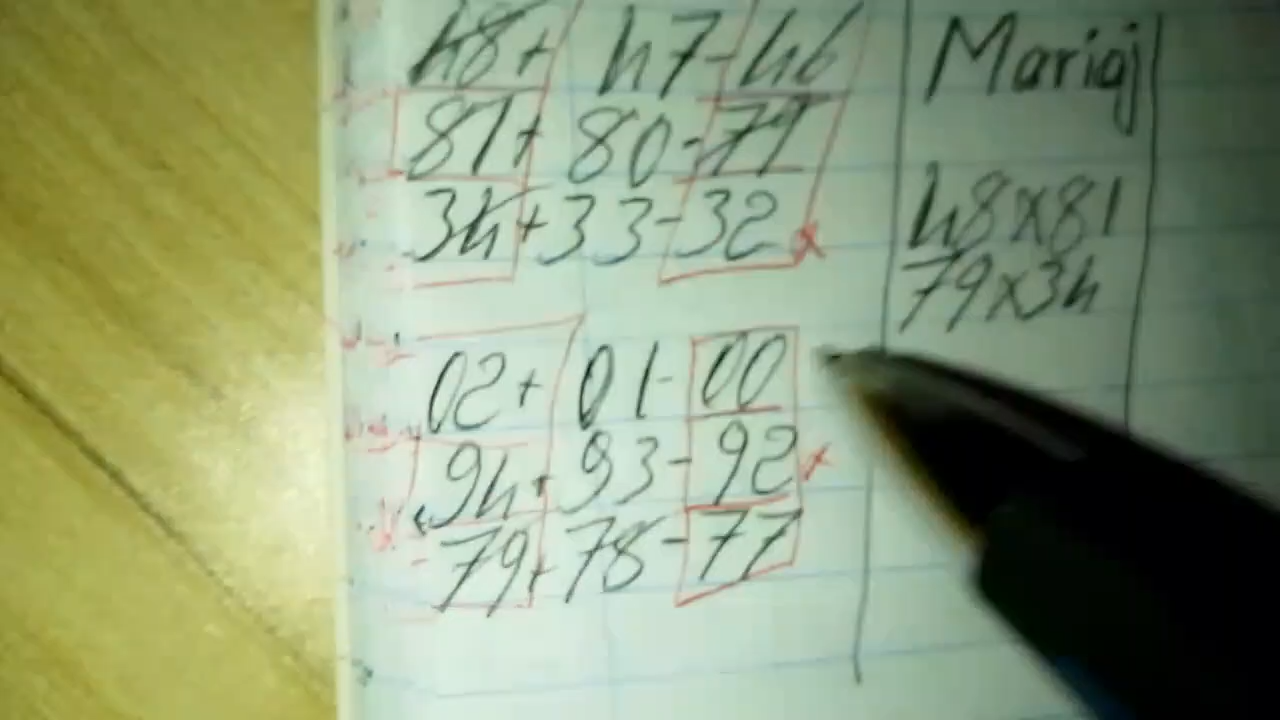 48+ 47-46
81+ 80-79
34+33-32 x
02+ 01-00
94+ 93-92 x
79+ 78-77
Mariaj
48x81
79x34